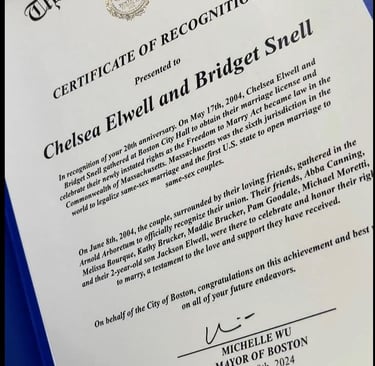 CERTIFICATE OF RECOGNITION
Presented to
Chelsea Elwell and Bridget Snell
In recognition of your 20th anniversary. On May 17th, 2004, Chelsea Elwell and
Bridget Snell gathered at Boston City Hall to obtain their marriage license and
celebrate their newly instated rights as the Freedom to Marry Act became law in the
Commonwealth of Massachusetts. Massachusetts was the sixth jurisdiction in the
world to legalize same-sex marriage and the first U.S. state to open marriage to
same-sex couples.
On June 8th, 2004, the couple, surrounded by their loving friends, gathered in the
Arnold Arboretum to officially recognize their union. Their friends, Abba Canning,
Melissa Bourque, Kathy Brucker, Maddie Brucker, Pam Goodale, Michael Moretti,
and their 2-year-old son Jackson Elwell, were there to celebrate and honor their right
to marry, a testament to the love and support they have received.
On behalf of the City of Boston, congratulations on this achievement and best
on all of your future endeavors.
MICHELLE WU
MAYOR OF BOSTON
2024